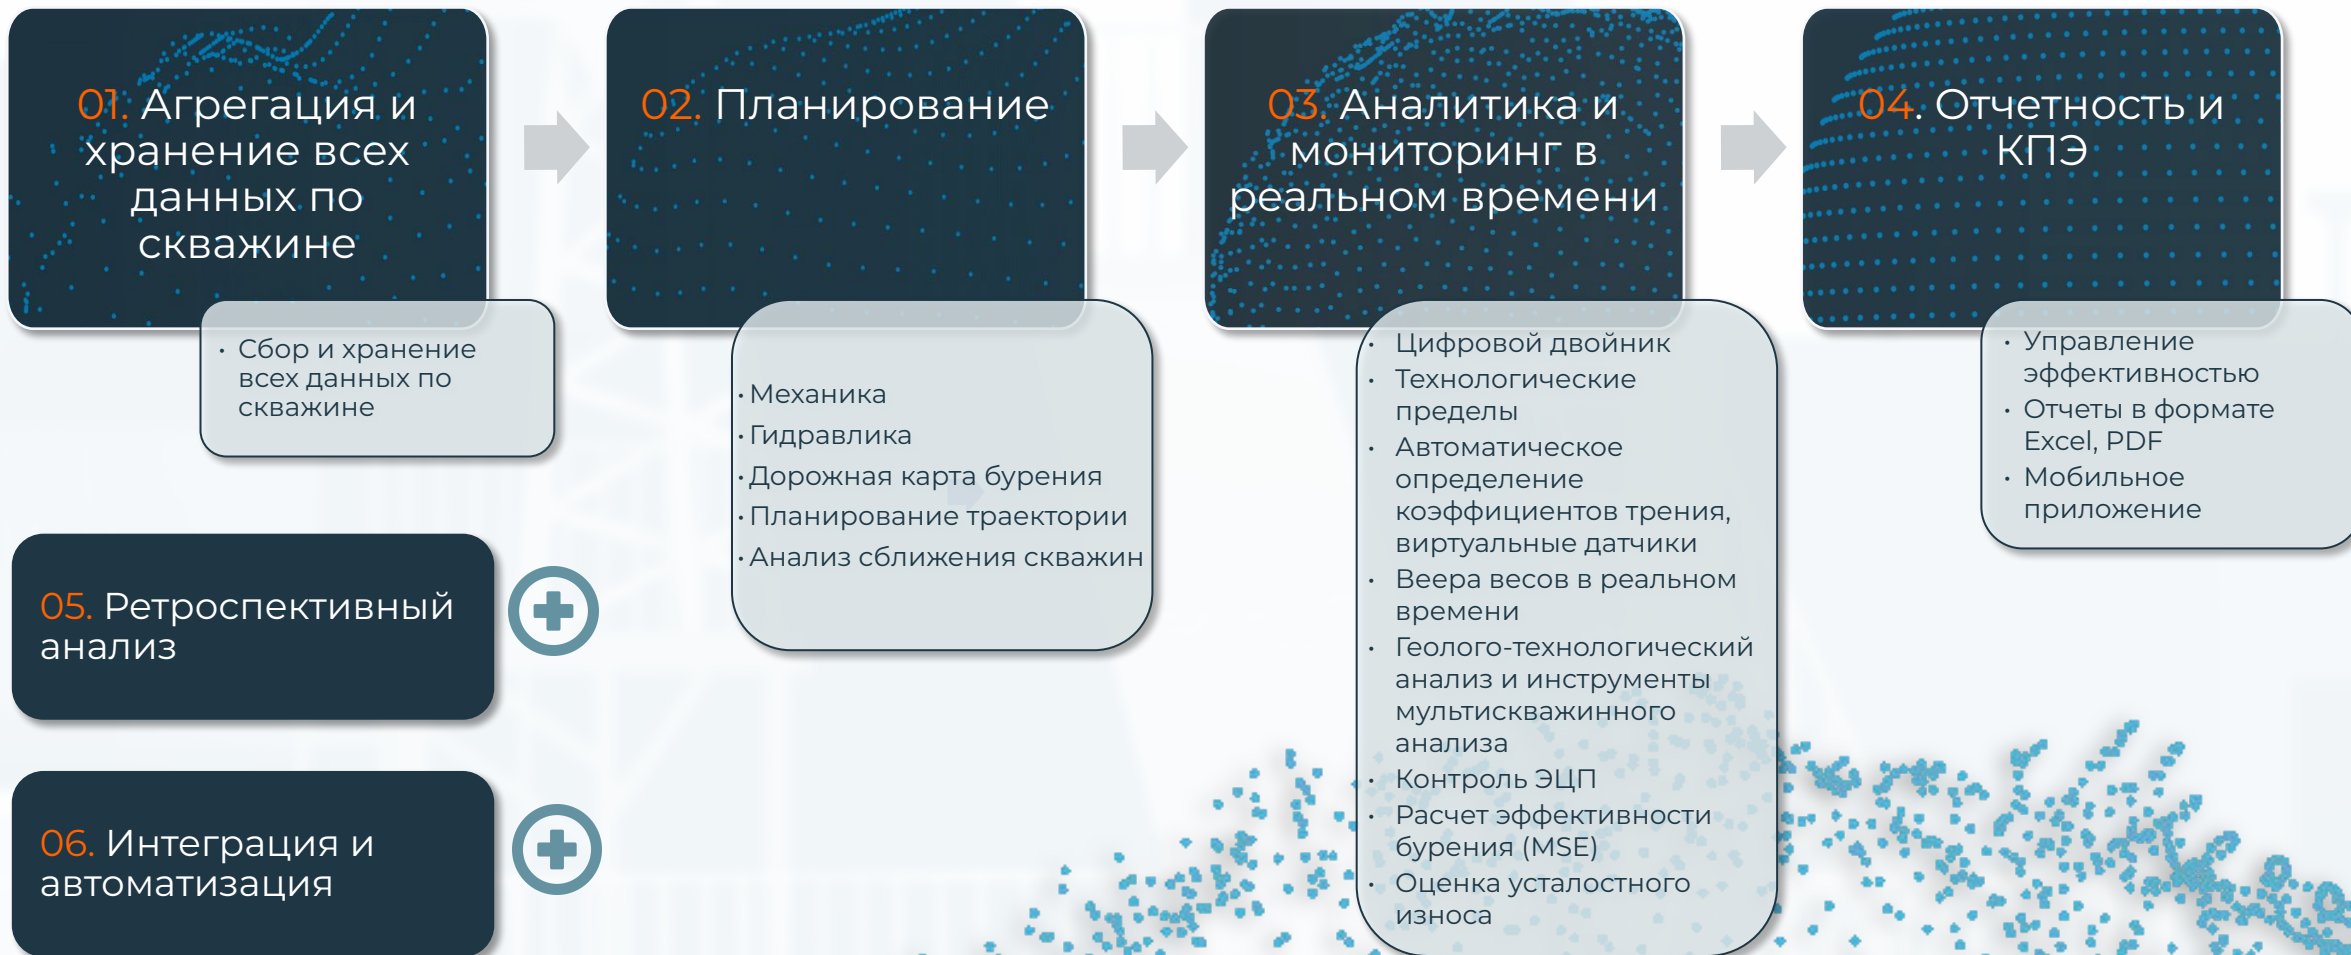 01. Агрегация и
хранение всех
данных по
скважине
• Сбор и хранение
всех данных по
скважине
02. Планирование
• Механика
• Гидравлика
• Дорожная карта бурения
• Планирование траектории
• Анализ сближения скважин
03. Аналитика и
мониторинг в
реальном времени
• Цифровой двойник
• Технологические
пределы
• Автоматическое
определение
коэффициентов трения,
виртуальные датчики
• Веера весов в реальном
времени
• Геолого-технологический
анализ и инструменты
мультискважинного
анализа
• Контроль ЭЦП
• Расчет эффективности
бурения (MSE)
• Оценка усталостного
износа
04. Отчетность и
КПЭ
• Управление
эффективностью
• Отчеты в формате
Excel, PDF
• Мобильное
приложение
05. Ретроспективный
анализ
06. Интеграция и
автоматизация